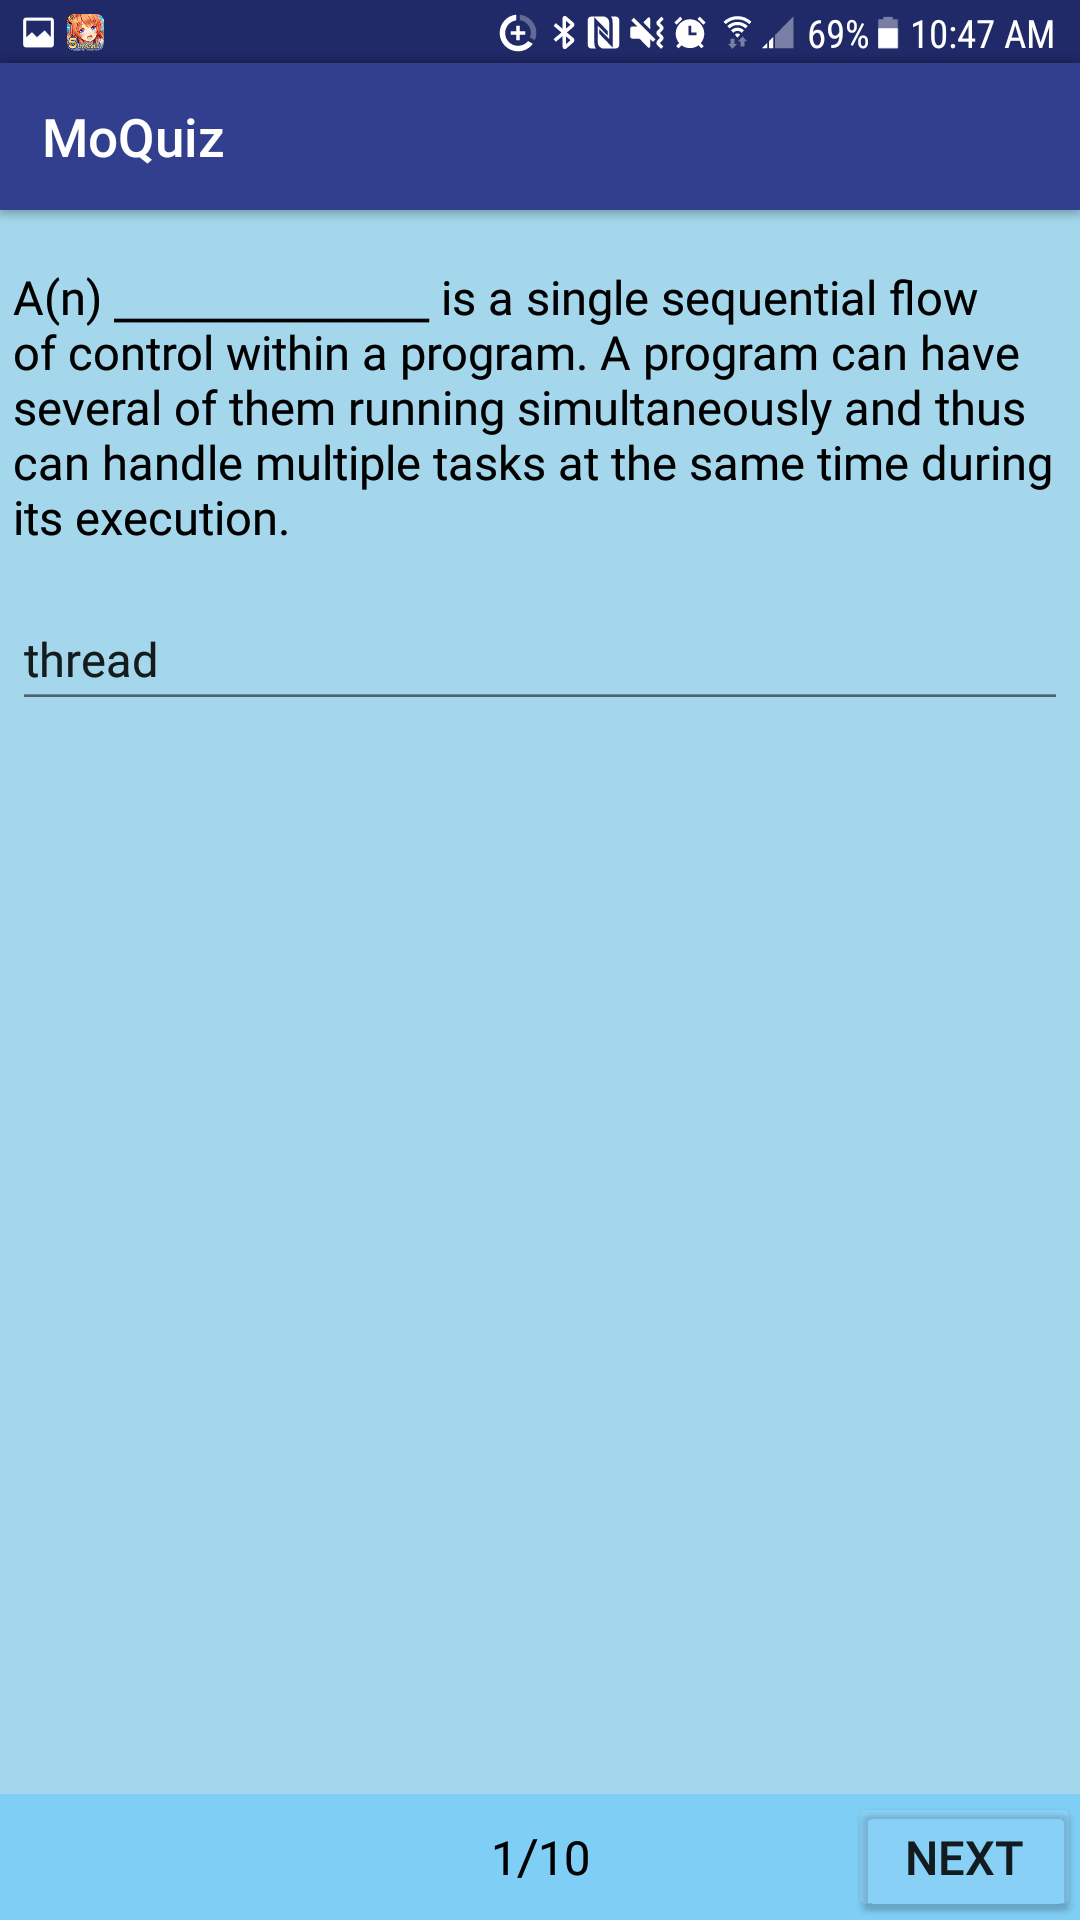 69% 10:47 AM
MoQuiz
A(n) _____________ is a single sequential flow
of control within a program. A program can have
several of them running simultaneously and thus
can handle multiple tasks at the same time during
its execution.
thread
1/10
NEXT